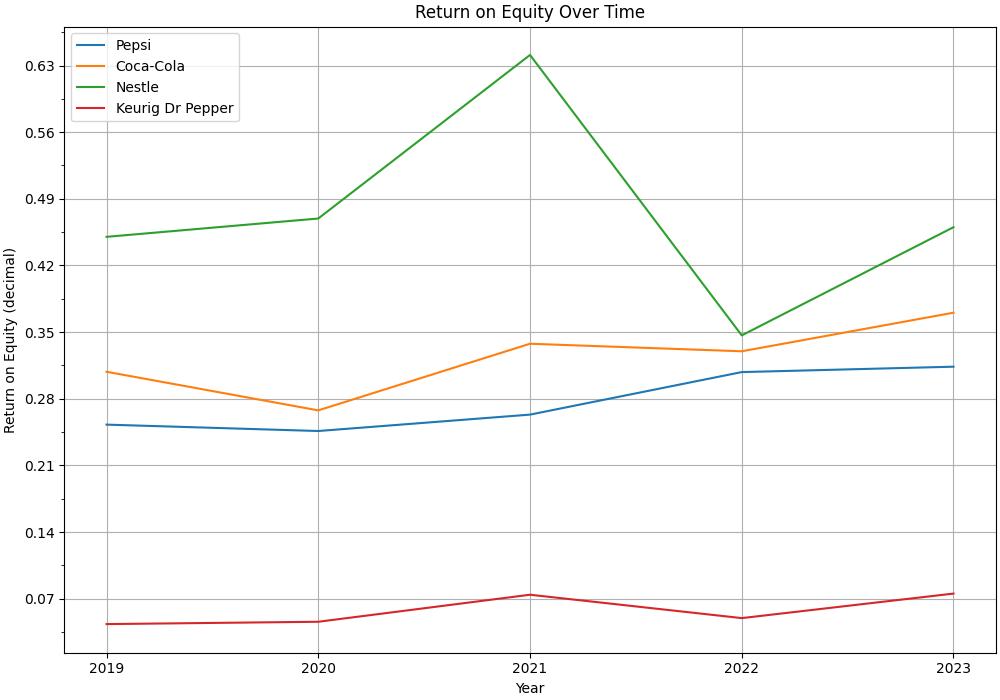 Return on Equity Over Time
Pepsi
Coca-Cola
Nestle
Keurig Dr Pepper
Return on Equity (decimal)
0.63
0.56
0.49
0.42
0.35
0.28
0.21
0.14
0.07
2019 2020 2021 2022 2023
Year